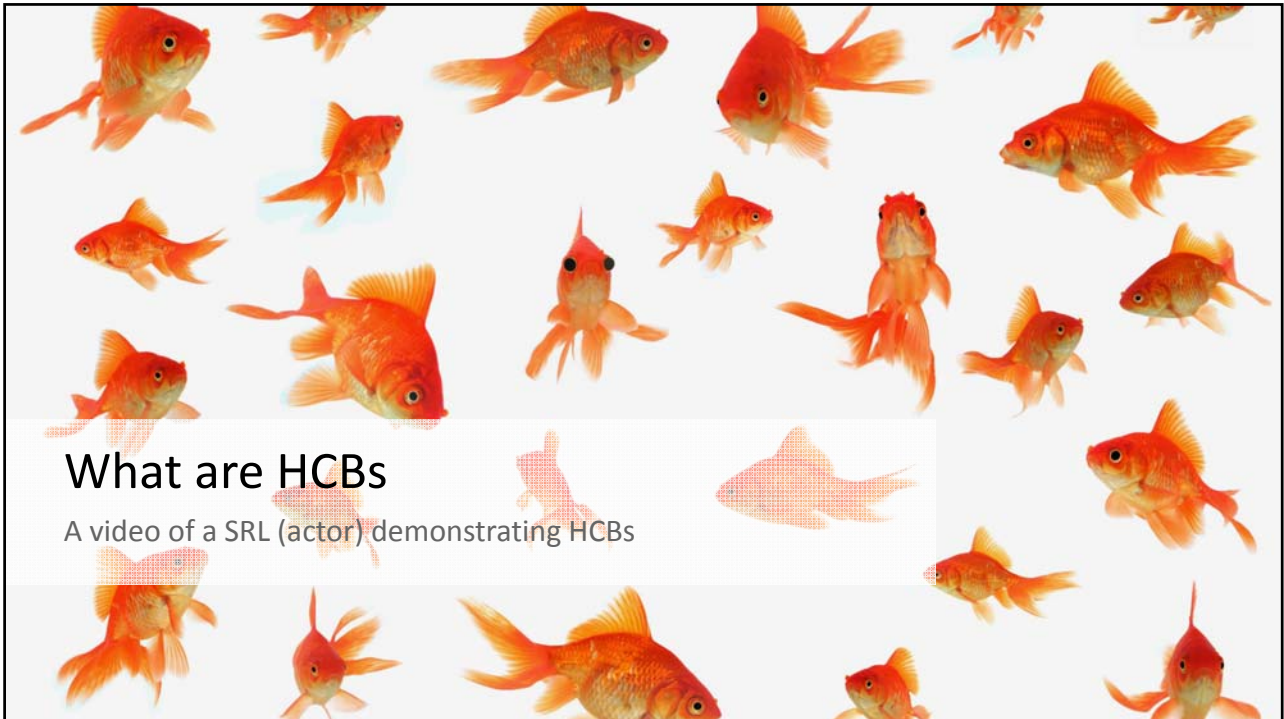 What are HCBs
A video of a SRL (actor) demonstrating HCBs